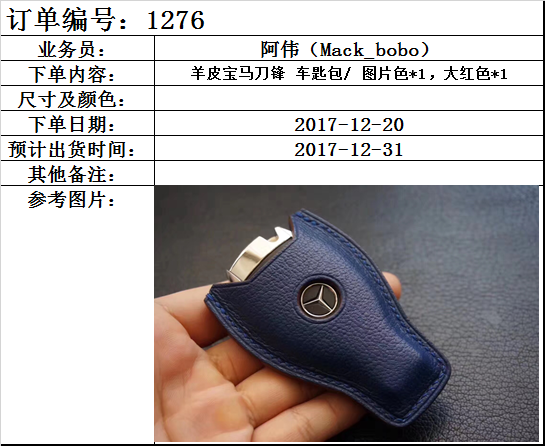 订单编号：1276
业务员： 阿伟（Mack_bobo）
下单内容： 羊皮宝马刀锋 车匙包/ 图片色*1，大红色*1
尺寸及颜色：
下单日期： 2017-12-20
预计出货时间： 2017-12-31
其他备注：
参考图片：